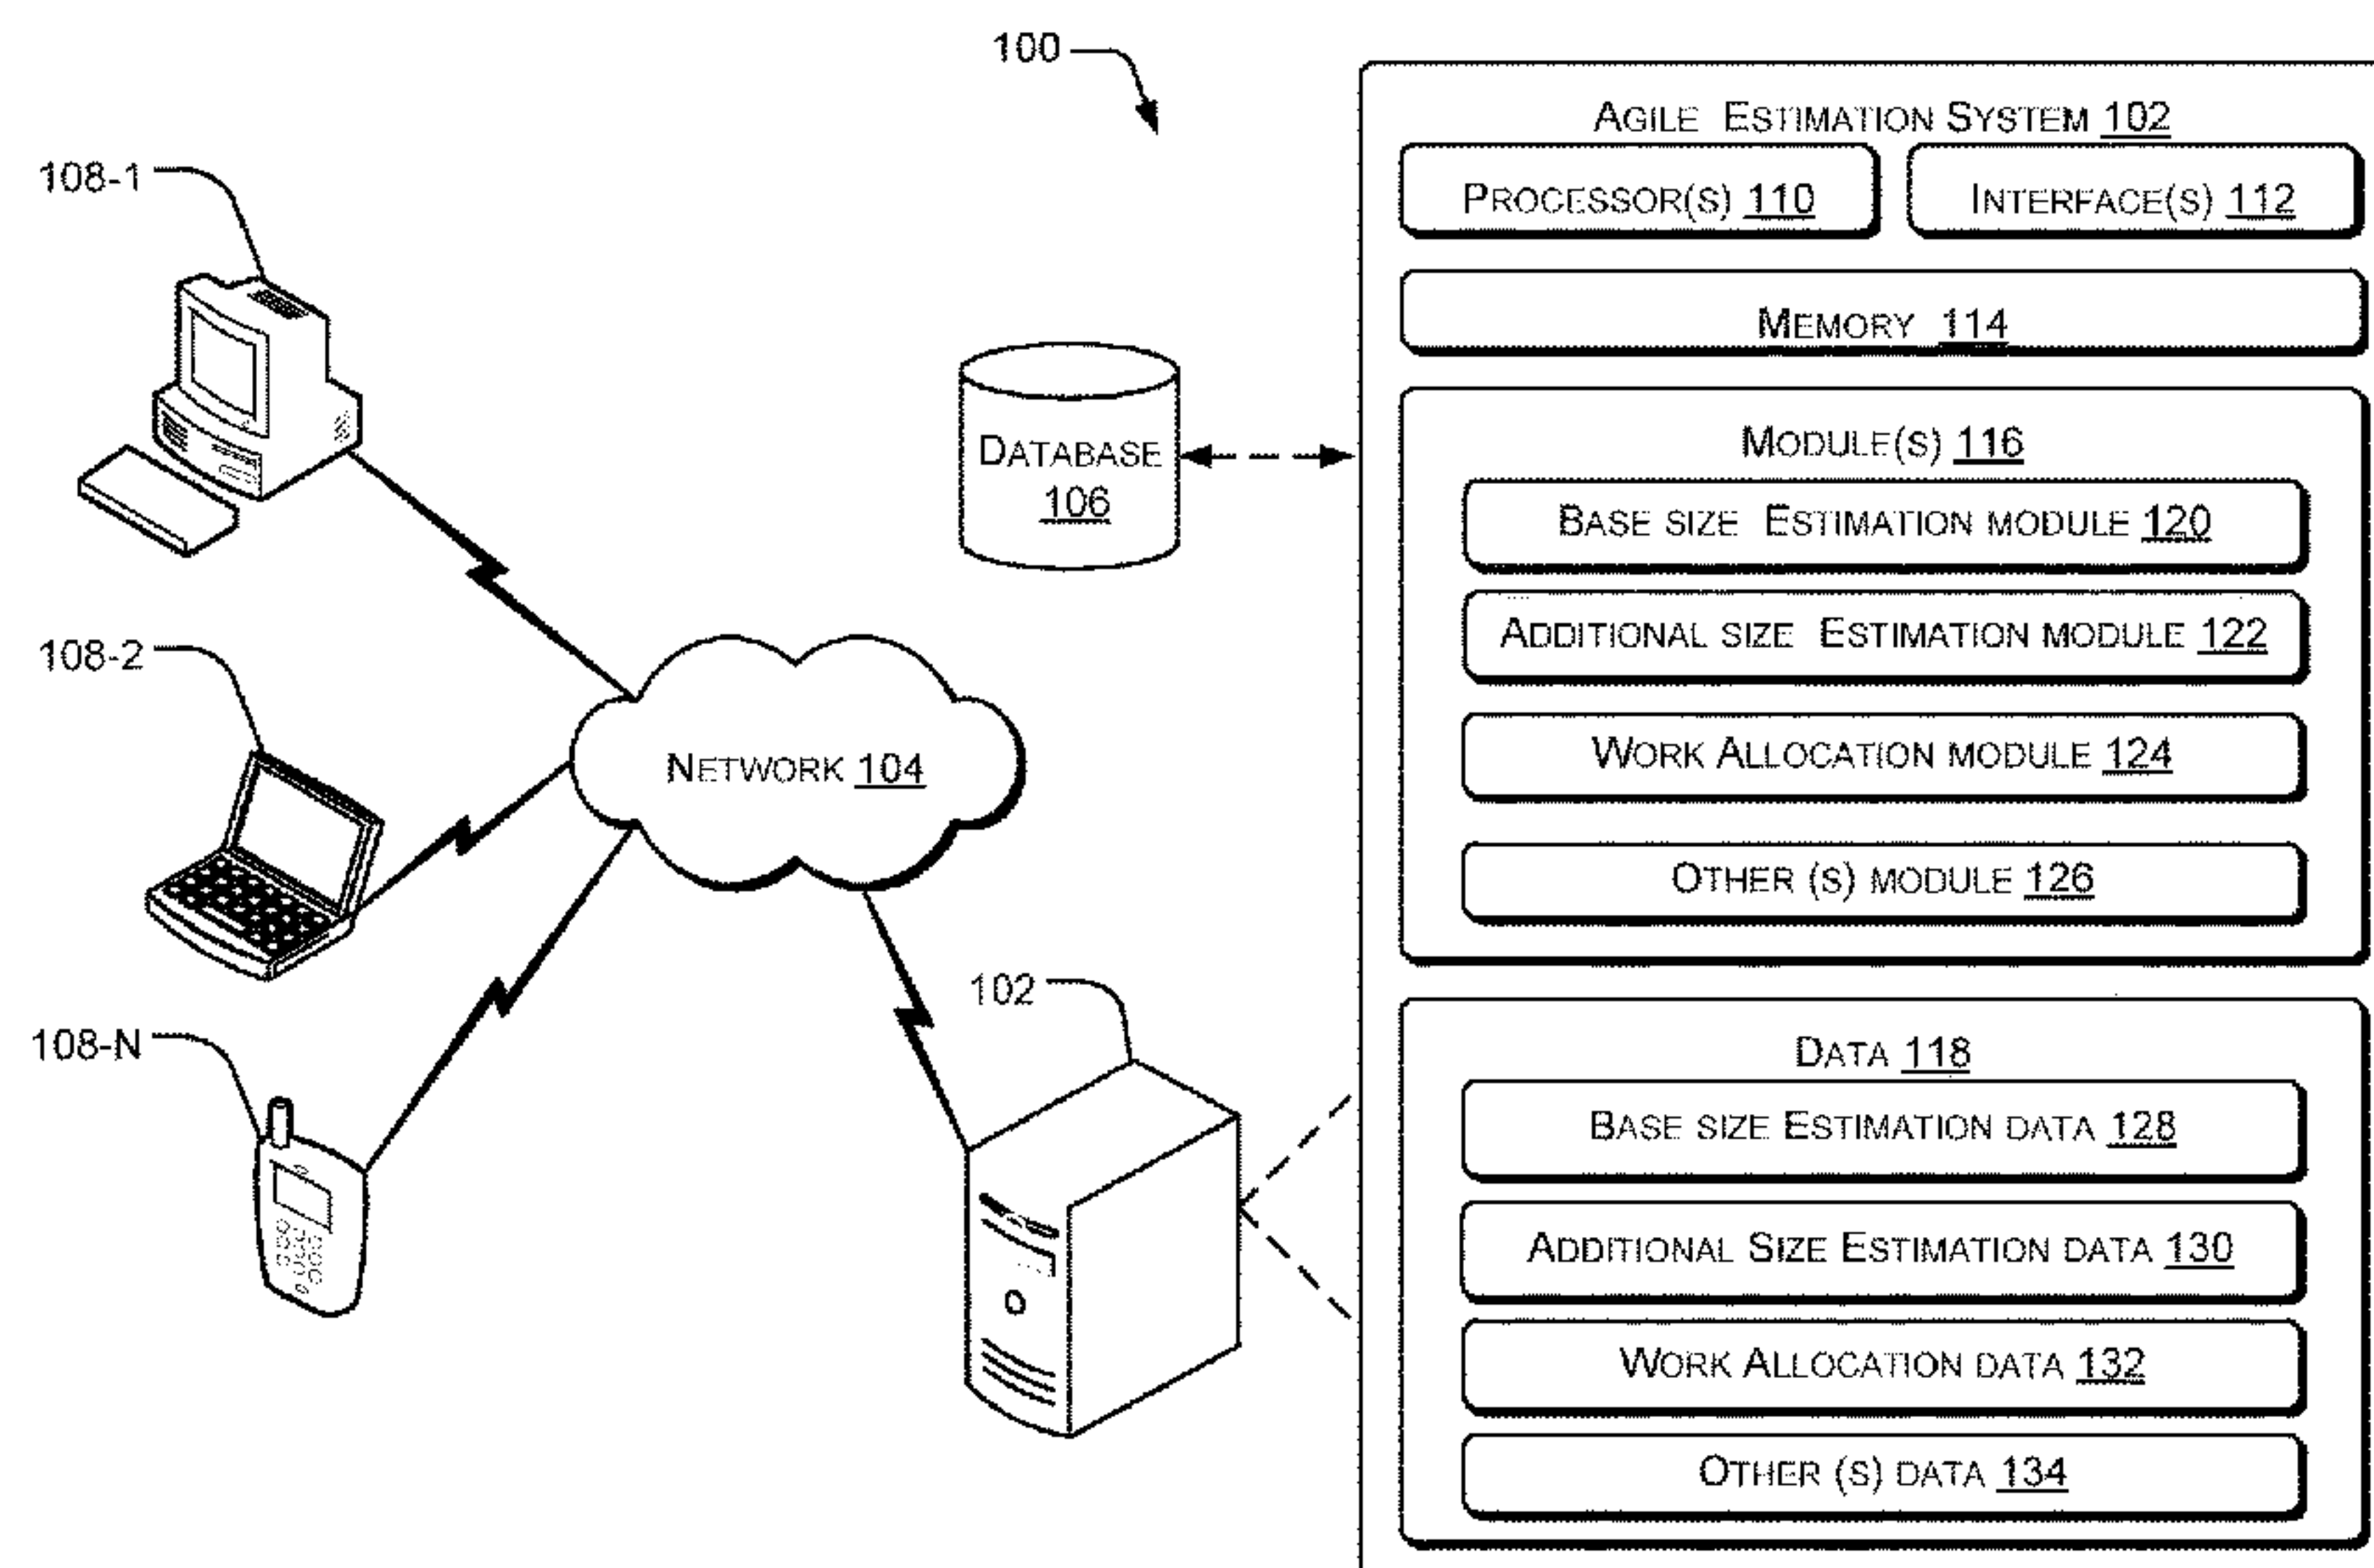 100
108-1
108-2
108-N
NETWORK 104
DATABASE
106
102
AGILE ESTIMATION SYSTEM 102
PROCESSOR(S) 110
INTERFACE(S) 112
MEMORY 114
MODULE(S) 116
BASE SIZE ESTIMATION MODULE 120
ADDITIONAL SIZE ESTIMATION MODULE 122
WORK ALLOCATION MODULE 124
OTHER (S) MODULE 126
DATA 118
BASE SIZE ESTIMATION DATA 128
ADDITIONAL SIZE ESTIMATION DATA 130
WORK ALLOCATION DATA 132
OTHER (S) DATA 134